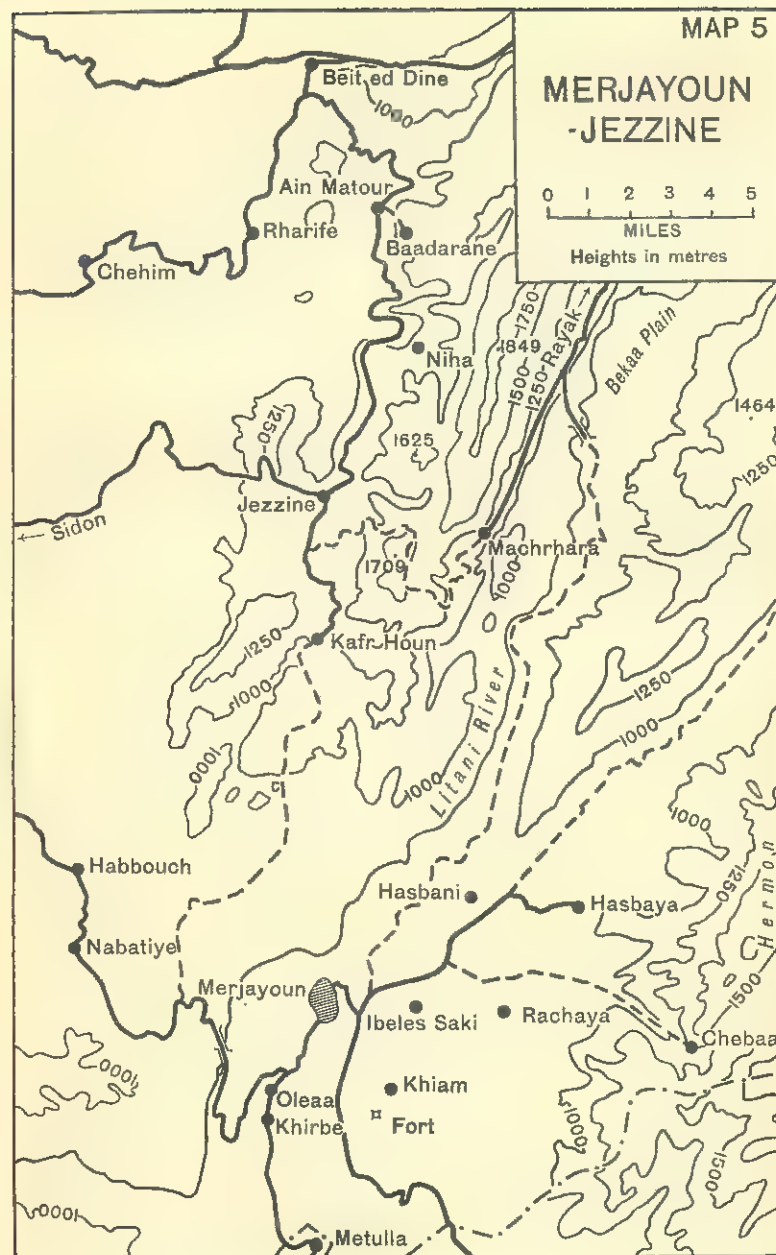 MAP 5
MERJAYOUN
-JEZZINE
0 1 2 3 4 5
MILES
Heights in metres
Beit ed Dine
1000
Ain Matour
Rharife
Baadarane
Chehim
Niha
1849
1750
1500
1250
Rayak →
Bekaa Plain
1464
1250
1250
1625
Jezzine
← Sidon
Machrhara
1709
1000
Kafr Houn
1250
1000
1250
1000
1000
1000
Litani River
1000
1250
Habbouch
Hasbani
Hasbaya
Hermon
Nabatiye
Merjayoun
1500
Ibeles Saki
Rachaya
Chebaa
1000
Oleaa
Khiam
Khirbe
Fort
1000
1500
1000
Metulla